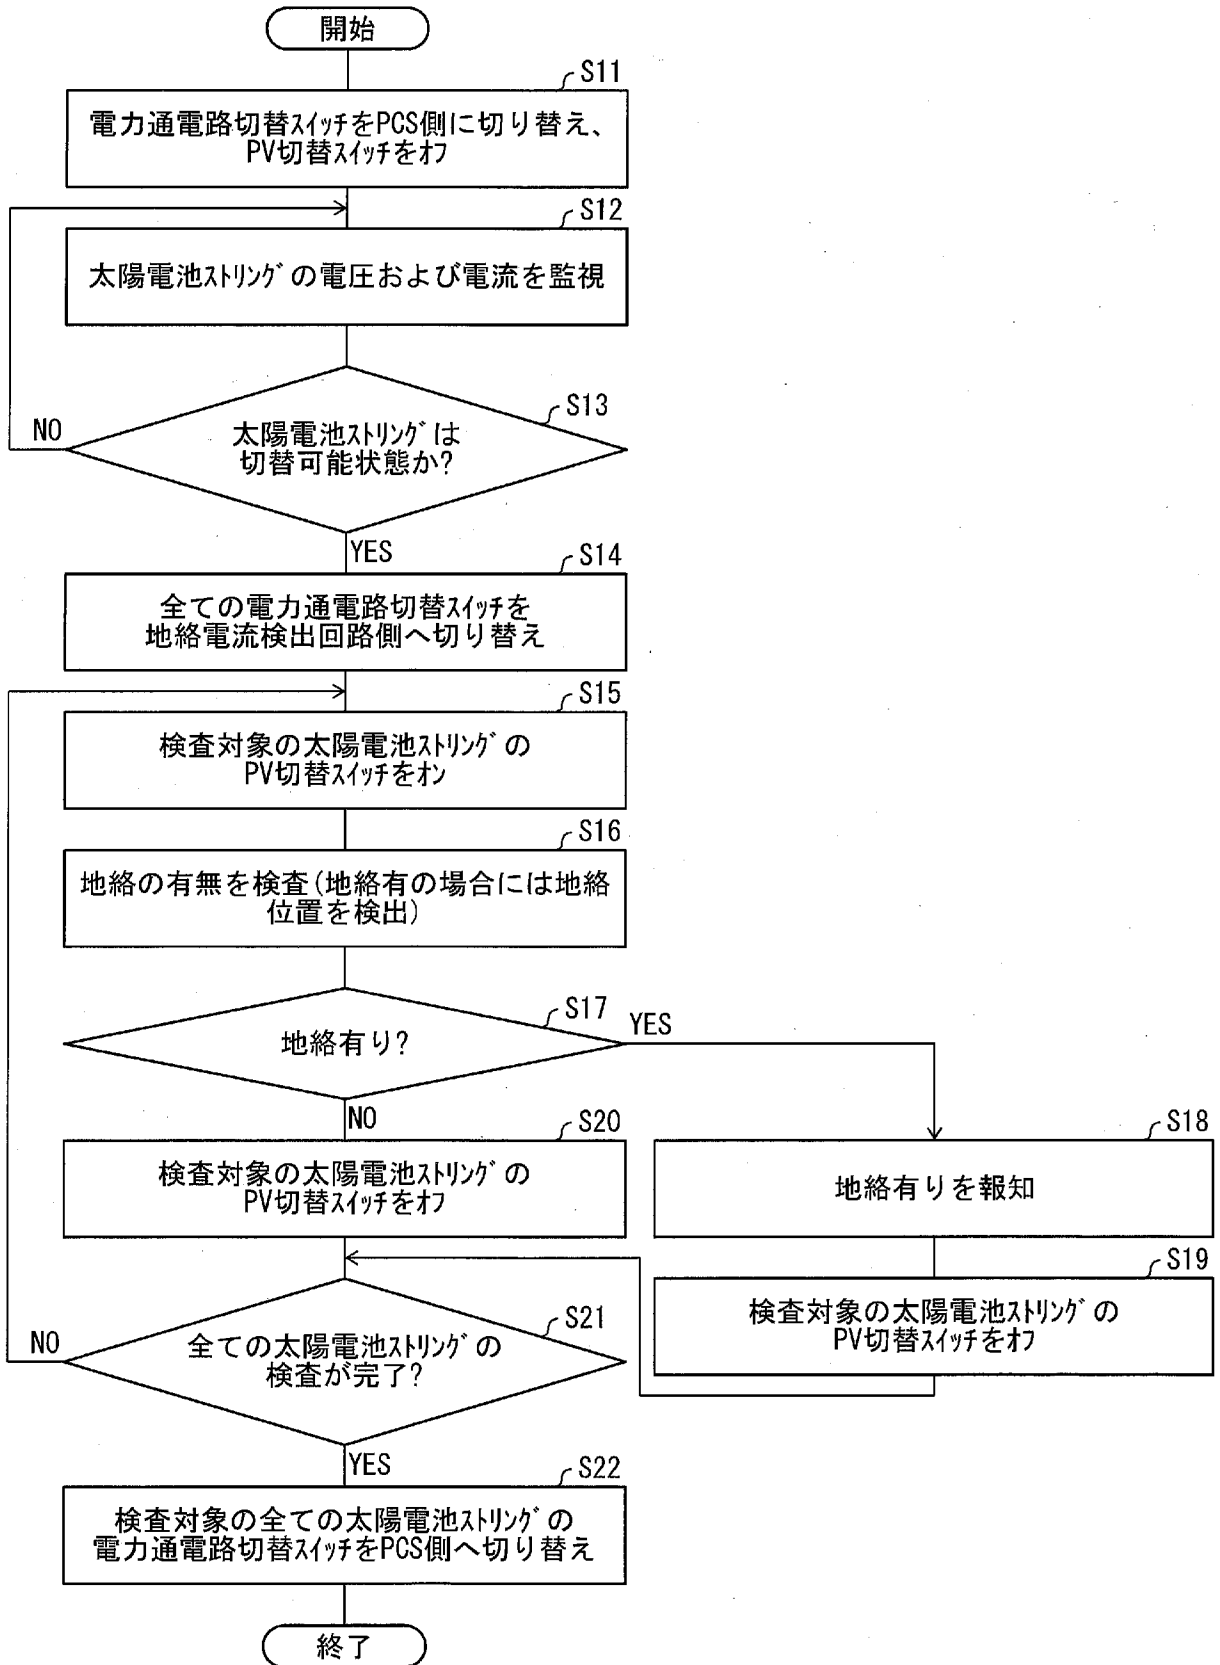 開始
S11
電力通電路切替ｽｲｯﾁをPCS側に切り替え、
PV切替ｽｲｯﾁをｵﾌ
S12
太陽電池ｽﾄﾘﾝｸﾞの電圧および電流を監視
S13
太陽電池ｽﾄﾘﾝｸﾞは
切替可能状態か?
NO
YES
S14
全ての電力通電路切替ｽｲｯﾁを
地絡電流検出回路側へ切り替え
S15
検査対象の太陽電池ｽﾄﾘﾝｸﾞの
PV切替ｽｲｯﾁをｵﾝ
S16
地絡の有無を検査(地絡有の場合には地絡
位置を検出)
S17
地絡有り?
YES
NO
S20
検査対象の太陽電池ｽﾄﾘﾝｸﾞの
PV切替ｽｲｯﾁをｵﾌ
S18
地絡有りを報知
S19
検査対象の太陽電池ｽﾄﾘﾝｸﾞの
PV切替ｽｲｯﾁをｵﾌ
S21
全ての太陽電池ｽﾄﾘﾝｸﾞの
検査が完了?
NO
YES
S22
検査対象の全ての太陽電池ｽﾄﾘﾝｸﾞの
電力通電路切替ｽｲｯﾁをPCS側へ切り替え
終了